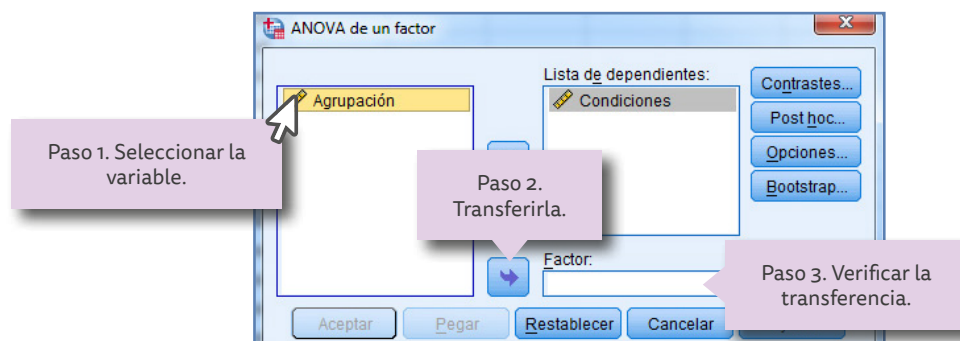 ANOVA de un factor
Lista de dependientes:
Agrupación
Condiciones
Contrastes...
Post hoc...
Opciones...
Bootstrap...
Paso 1. Seleccionar la
variable.
Paso 2.
Transferirla.
Factor:
Paso 3. Verificar la
transferencia.
Aceptar
Pegar
Restablecer
Cancelar